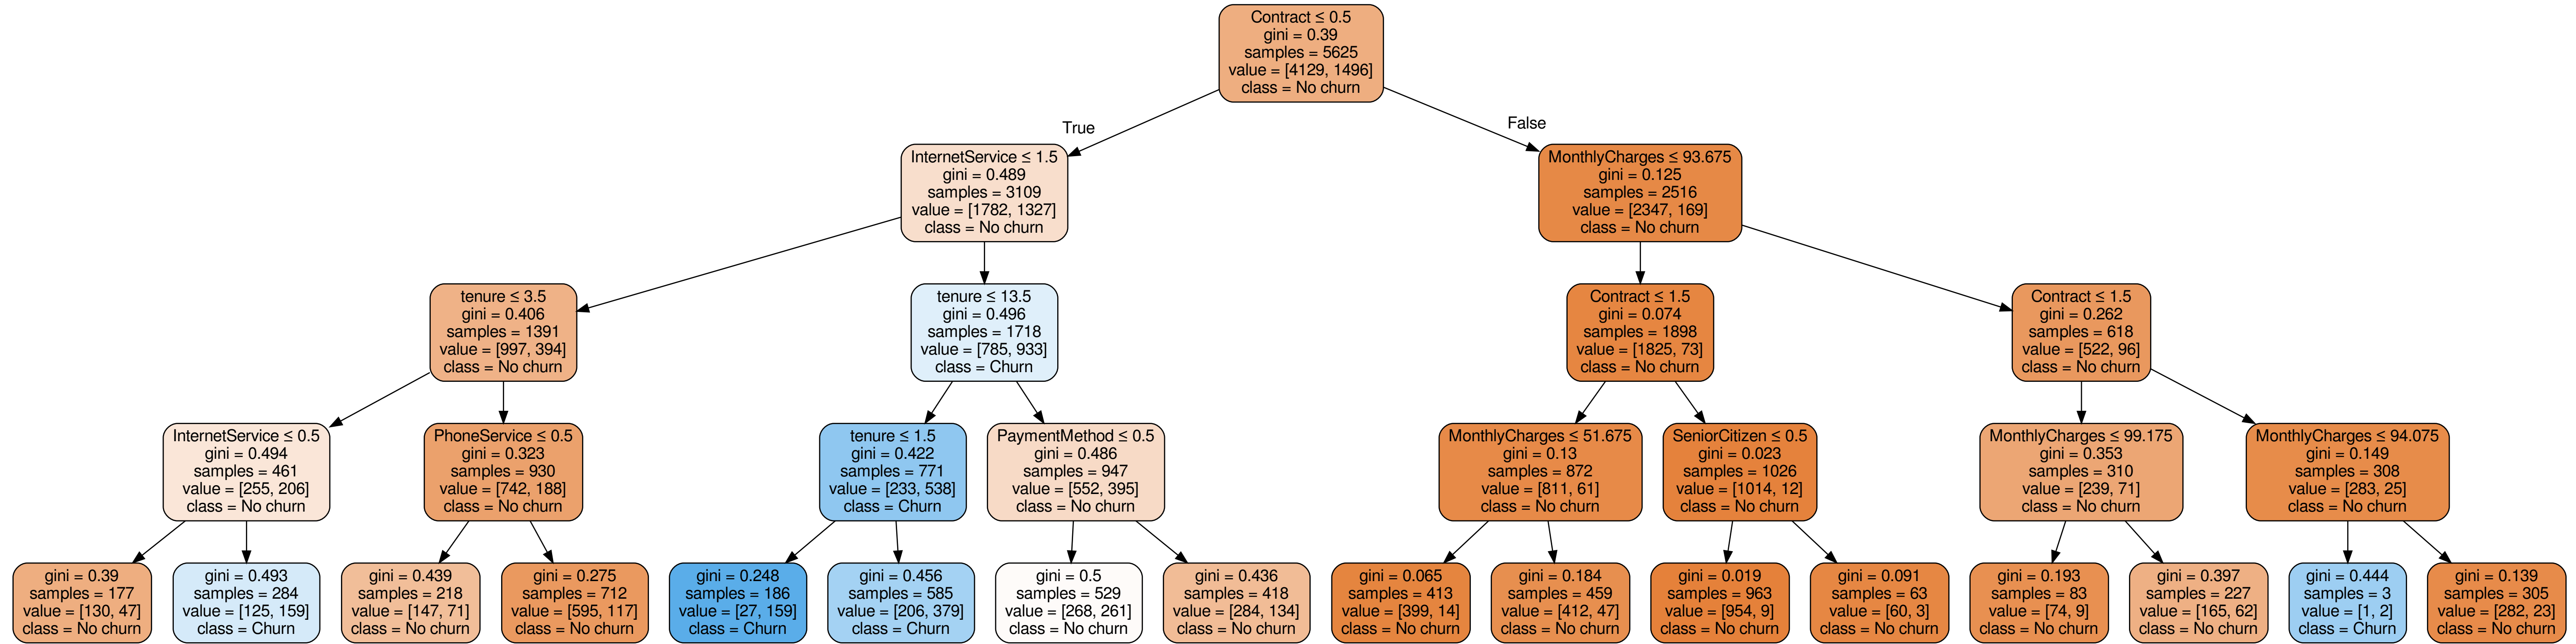 Contract ≤ 0.5
gini = 0.39
samples = 5625
value = [4129, 1496]
class = No churn
True
False
InternetService ≤ 1.5
gini = 0.489
samples = 3109
value = [1782, 1327]
class = No churn
MonthlyCharges ≤ 93.675
gini = 0.125
samples = 2516
value = [2347, 169]
class = No churn
tenure ≤ 3.5
gini = 0.406
samples = 1391
value = [997, 394]
class = No churn
tenure ≤ 13.5
gini = 0.496
samples = 1718
value = [785, 933]
class = Churn
Contract ≤ 1.5
gini = 0.074
samples = 1898
value = [1825, 73]
class = No churn
Contract ≤ 1.5
gini = 0.262
samples = 618
value = [522, 96]
class = No churn
InternetService ≤ 0.5
gini = 0.494
samples = 461
value = [255, 206]
class = No churn
PhoneService ≤ 0.5
gini = 0.323
samples = 930
value = [742, 188]
class = No churn
tenure ≤ 1.5
gini = 0.422
samples = 771
value = [233, 538]
class = Churn
PaymentMethod ≤ 0.5
gini = 0.486
samples = 947
value = [552, 395]
class = No churn
MonthlyCharges ≤ 51.675
gini = 0.13
samples = 872
value = [811, 61]
class = No churn
SeniorCitizen ≤ 0.5
gini = 0.023
samples = 1026
value = [1014, 12]
class = No churn
MonthlyCharges ≤ 99.175
gini = 0.353
samples = 310
value = [239, 71]
class = No churn
MonthlyCharges ≤ 94.075
gini = 0.149
samples = 308
value = [283, 25]
class = No churn
gini = 0.39
samples = 177
value = [130, 47]
class = No churn
gini = 0.493
samples = 284
value = [125, 159]
class = Churn
gini = 0.439
samples = 218
value = [147, 71]
class = No churn
gini = 0.275
samples = 712
value = [595, 117]
class = No churn
gini = 0.248
samples = 186
value = [27, 159]
class = Churn
gini = 0.456
samples = 585
value = [206, 379]
class = Churn
gini = 0.5
samples = 529
value = [268, 261]
class = No churn
gini = 0.436
samples = 418
value = [284, 134]
class = No churn
gini = 0.065
samples = 413
value = [399, 14]
class = No churn
gini = 0.184
samples = 459
value = [412, 47]
class = No churn
gini = 0.019
samples = 963
value = [954, 9]
class = No churn
gini = 0.091
samples = 63
value = [60, 3]
class = No churn
gini = 0.193
samples = 83
value = [74, 9]
class = No churn
gini = 0.397
samples = 227
value = [165, 62]
class = No churn
gini = 0.444
samples = 3
value = [1, 2]
class = Churn
gini = 0.139
samples = 305
value = [282, 23]
class = No churn